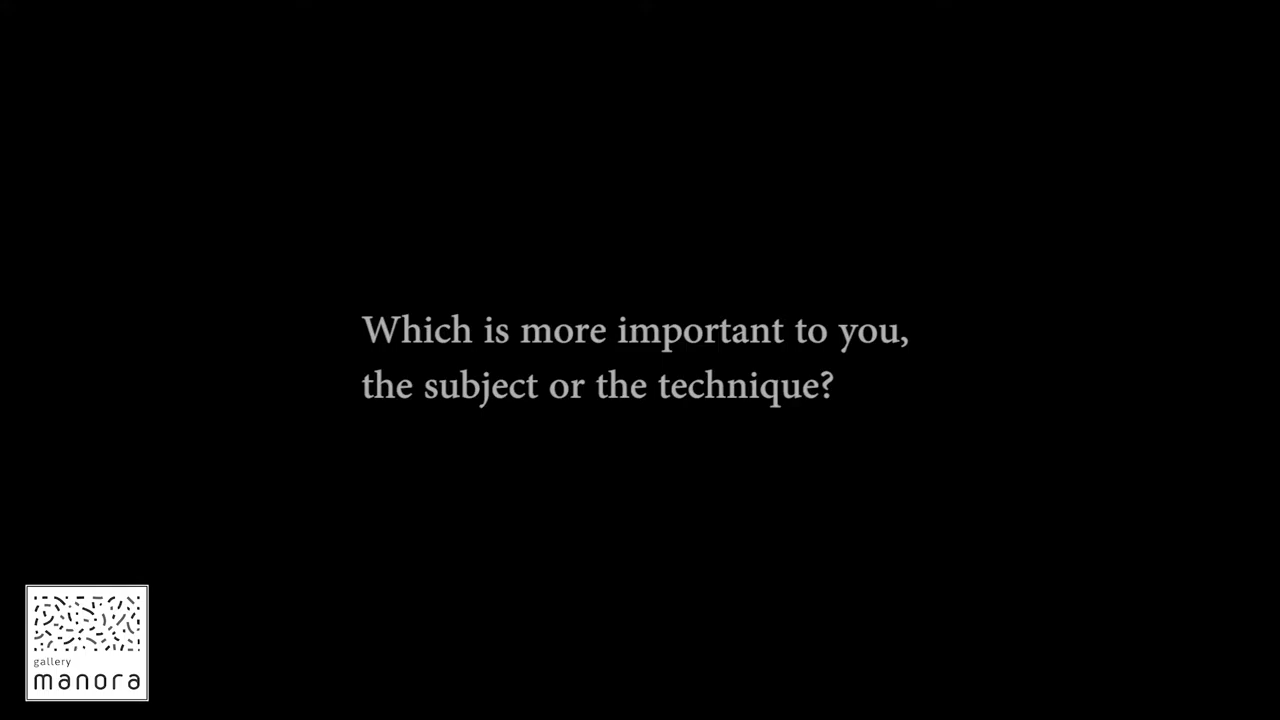 Which is more important to you,
the subject or the technique?
gallery
manora